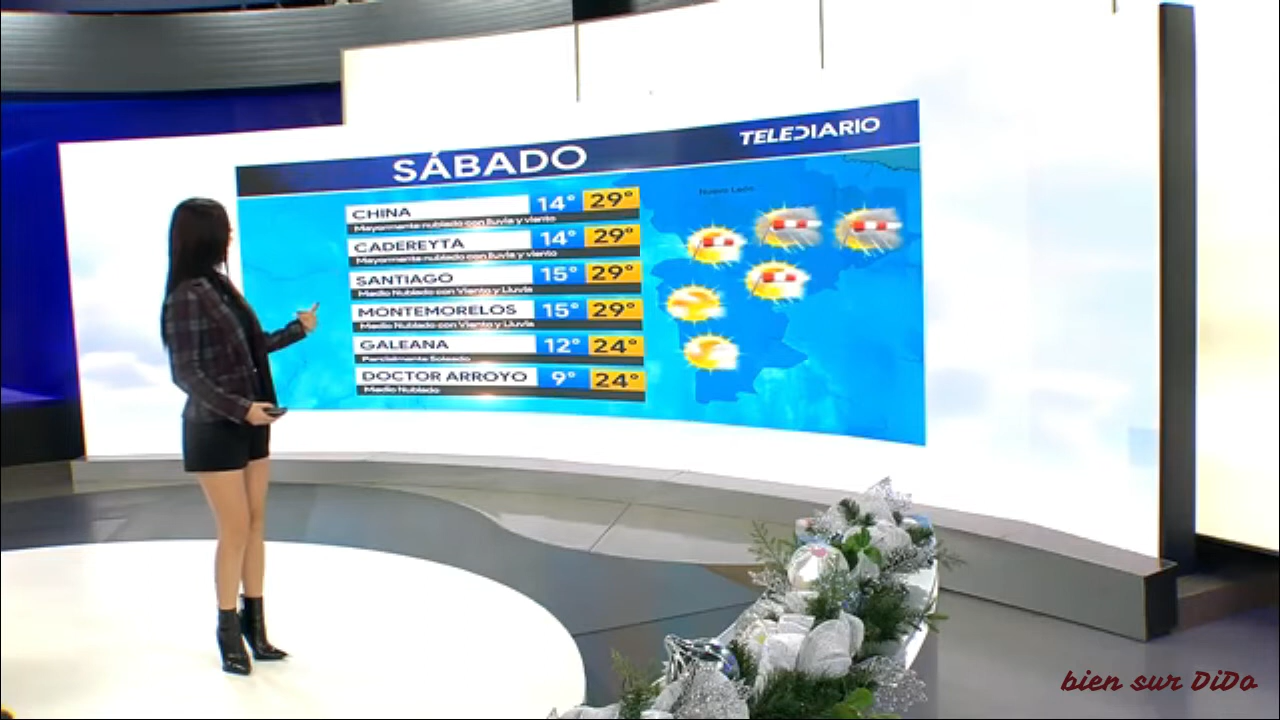 TELEDIARIO
SÁBADO
CHINA 14° 29°
Mayormente nublado con lluvia y viento
CADEREYTA 14° 29°
Mayormente nublado con lluvia y viento
SANTIAGO 15° 29°
Medio Nublado con Viento y Lluvia
MONTEMORELOS 15° 29°
Medio Nublado con Viento y Lluvia
GALEANA 12° 24°
Parcialmente Soleado
DOCTOR ARROYO 9° 24°
Medio Nublado
bien sur DiDo